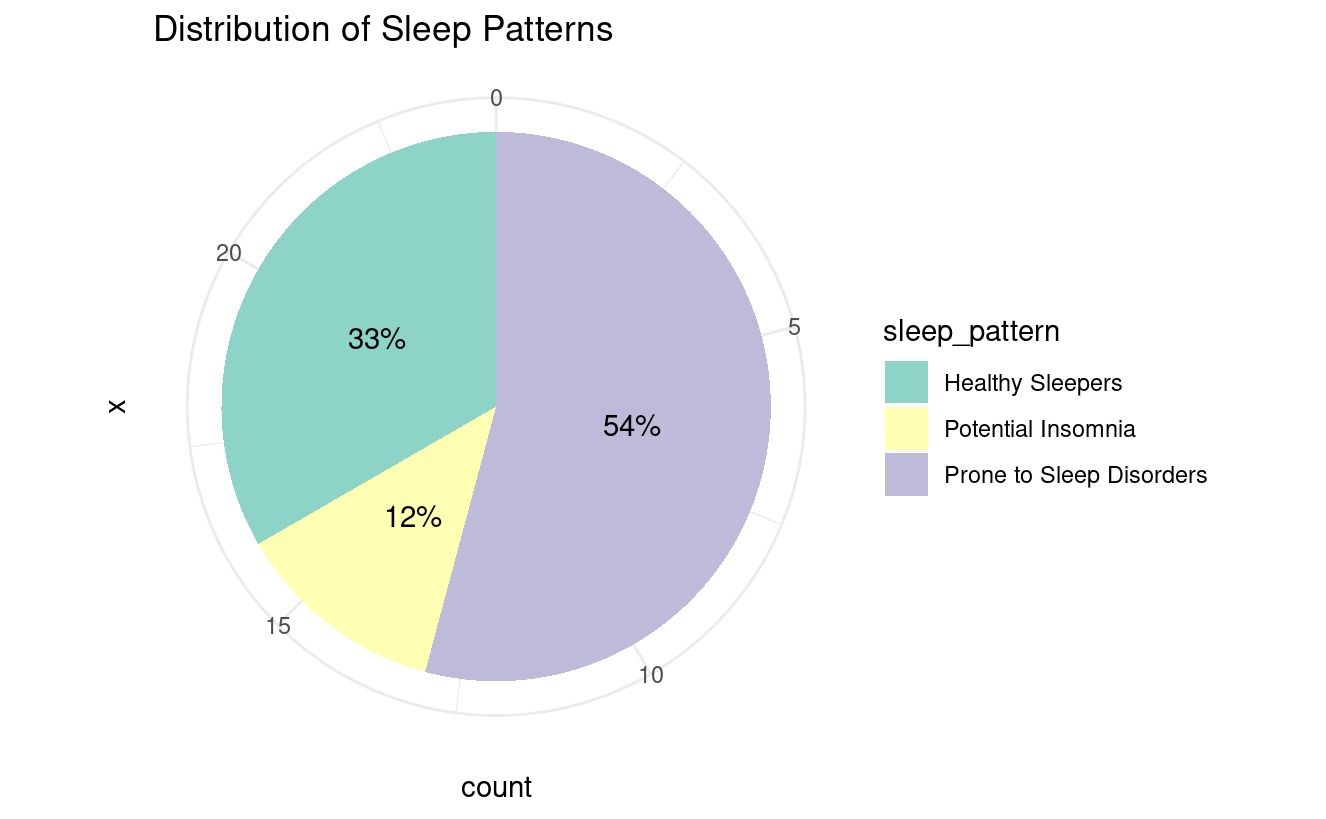 Distribution of Sleep Patterns
0
20
5
33%
54%
12%
15
10
x
count
sleep_pattern
Healthy Sleepers
Potential Insomnia
Prone to Sleep Disorders